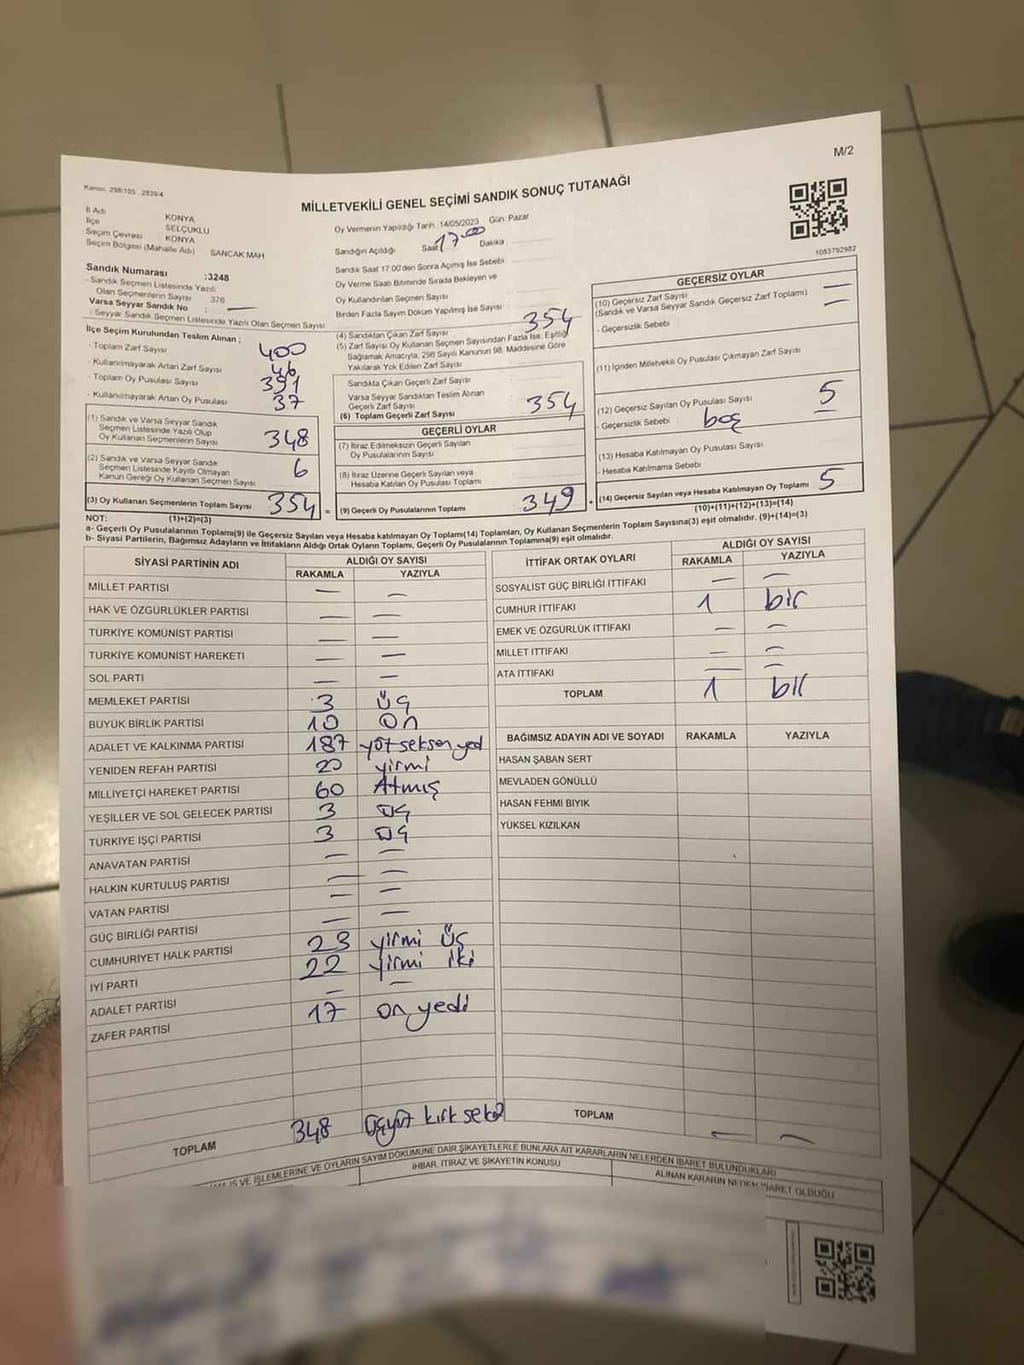 M/2
Kanun, 298/105 , 2839/4
MİLLETVEKİLİ GENEL SEÇİMİ SANDIK SONUÇ TUTANAĞI
İl Adı KONYA
İlçe SELÇUKLU
Seçim Çevresi KONYA
Seçim Bölgesi (Mahalle Adı) SANCAK MAH
Sandık Numarası :3248
- Sandık Seçmen Listesinde Yazılı
Olan Seçmenlerin Sayısı 376
Varsa Seyyar Sandık No :
- Seyyar Sandık Seçmen Listesinde Yazılı Olan Seçmen Sayısı
Oy Vermenin Yapıldığı Tarih :14/05/2023 Gün: Pazar
Sandığın Açıldığı Saat 17.00 Dakika
Sandık Saat 17.00'den Sonra Açılmış İse Sebebi
Oy Verme Saati Bitiminde Sırada Bekleyen ve
Oy Kullandırılan Seçmen Sayısı
Birden Fazla Sayım Döküm Yapılmış İse Sayısı
1083792982
İlçe Seçim Kurulundan Teslim Alınan ;
- Toplam Zarf Sayısı 400
- Kullanılmayarak Artan Zarf Sayısı 46
- Toplam Oy Pusulası Sayısı 391
- Kullanılmayarak Artan Oy Pusulası 37
(1) Sandık ve Varsa Seyyar Sandık
Seçmen Listesinde Yazılı Olup
Oy Kullanan Seçmenlerin Sayısı 348
(2) Sandık ve Varsa Seyyar Sandık
Seçmen Listesinde Kayıtlı Olmayan
Kanun Gereği Oy Kullanan Seçmen Sayısı 6
(3) Oy Kullanan Seçmenlerin Toplam Sayısı 354 =
(4) Sandıktan Çıkan Zarf Sayısı 354
(5) Zarf Sayısı Oy Kullanan Seçmen Sayısından Fazla İse, Eşitliği
Sağlamak Amacıyla, 298 Sayılı Kanunun 98. Maddesine Göre
Yakılarak Yok Edilen Zarf Sayısı
Sandıkta Çıkan Geçerli Zarf Sayısı
Varsa Seyyar Sandıktan Teslim Alınan
Geçerli Zarf Sayısı
(6) Toplam Geçerli Zarf Sayısı 354
GEÇERLİ OYLAR
(7) İtiraz Edilmeksizin Geçerli Sayılan
Oy Pusulalarının Sayısı
(8) İtiraz Üzerine Geçerli Sayılan veya
Hesaba Katılan Oy Pusulası Toplamı
(9) Geçerli Oy Pusulalarının Toplamı 349 +
GEÇERSİZ OYLAR
(10) Geçersiz Zarf Sayısı —
(Sandık ve Varsa Seyyar Sandık Geçersiz Zarf Toplamı) —
- Geçersizlik Sebebi
(11) İçinden Milletvekili Oy Pusulası Çıkmayan Zarf Sayısı
(12) Geçersiz Sayılan Oy Pusulası Sayısı 5
- Geçersizlik Sebebi boş
(13) Hesaba Katılmayan Oy Pusulası Sayısı
- Hesaba Katılmama Sebebi
(14) Geçersiz Sayılan veya Hesaba Katılmayan Oy Toplamı 5
(10)+(11)+(12)+(13)=(14)
NOT: (1)+(2)=(3)
a- Geçerli Oy Pusulalarının Toplamı(9) ile Geçersiz Sayılan veya Hesaba katılmayan Oy Toplamı(14) Toplamları, Oy Kullanan Seçmenlerin Toplam Sayısına(3) eşit olmalıdır. (9)+(14)=(3)
b- Siyasi Partilerin, Bağımsız Adayların ve İttifakların Aldığı Ortak Oyların Toplamı, Geçerli Oy Pusulalarının Toplamına(9) eşit olmalıdır.
SİYASİ PARTİNİN ADI ALDIĞI OY SAYISI
RAKAMLA YAZIYLA
MİLLET PARTİSİ — —
HAK VE ÖZGÜRLÜKLER PARTİSİ — —
TÜRKİYE KOMÜNİST PARTİSİ — —
TÜRKİYE KOMÜNİST HAREKETİ — —
SOL PARTİ — —
MEMLEKET PARTİSİ 3 üç
BÜYÜK BİRLİK PARTİSİ 10 on
ADALET VE KALKINMA PARTİSİ 187 yüz seksen yed
YENİDEN REFAH PARTİSİ 20 yirmi
MİLLİYETÇİ HAREKET PARTİSİ 60 Atmış
YEŞİLLER VE SOL GELECEK PARTİSİ 3 üç
TÜRKİYE İŞÇİ PARTİSİ 3 üç
ANAVATAN PARTİSİ — —
HALKIN KURTULUŞ PARTİSİ — —
VATAN PARTİSİ — —
GÜÇ BİRLİĞİ PARTİSİ — —
CUMHURİYET HALK PARTİSİ 23 yirmi üç
İYİ PARTİ 22 yirmi iki
ADALET PARTİSİ — —
ZAFER PARTİSİ 17 on yedi
TOPLAM 348 üçyüz kırk sekiz
İTTİFAK ORTAK OYLARI ALDIĞI OY SAYISI
RAKAMLA YAZIYLA
SOSYALİST GÜÇ BİRLİĞİ İTTİFAKI — —
CUMHUR İTTİFAKI 1 bir
EMEK VE ÖZGÜRLÜK İTTİFAKI — —
MİLLET İTTİFAKI — —
ATA İTTİFAKI — —
TOPLAM 1 bir
BAĞIMSIZ ADAYIN ADI VE SOYADI RAKAMLA YAZIYLA
HASAN ŞABAN SERT
MEVLADEN GÖNÜLLÜ
HASAN FEHMİ BIYIK
YÜKSEL KIZILKAN
TOPLAM — —
İŞ VE İŞLEMLERİNE VE OYLARIN SAYIM DÖKÜMÜNE DAİR ŞİKAYETLERLE BUNLARA AİT KARARLARIN NELERDEN İBARET BULUNDUKLARI
İHBAR, İTİRAZ VE ŞİKAYETİN KONUSU ALINAN KARARIN NEDEN İBARET OLDUĞU